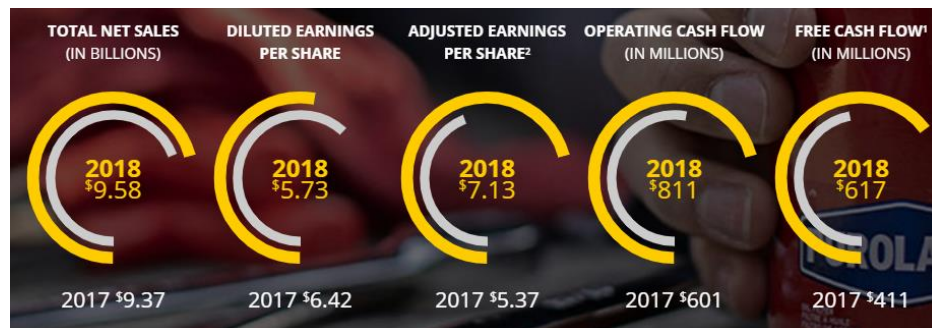 TOTAL NET SALES
(IN BILLIONS)
2018
$9.58
2017 $9.37
DILUTED EARNINGS
PER SHARE
2018
$5.73
2017 $6.42
ADJUSTED EARNINGS
PER SHARE²
2018
$7.13
2017 $5.37
OPERATING CASH FLOW
(IN MILLIONS)
2018
$811
2017 $601
FREE CASH FLOW¹
(IN MILLIONS)
2018
$617
2017 $411